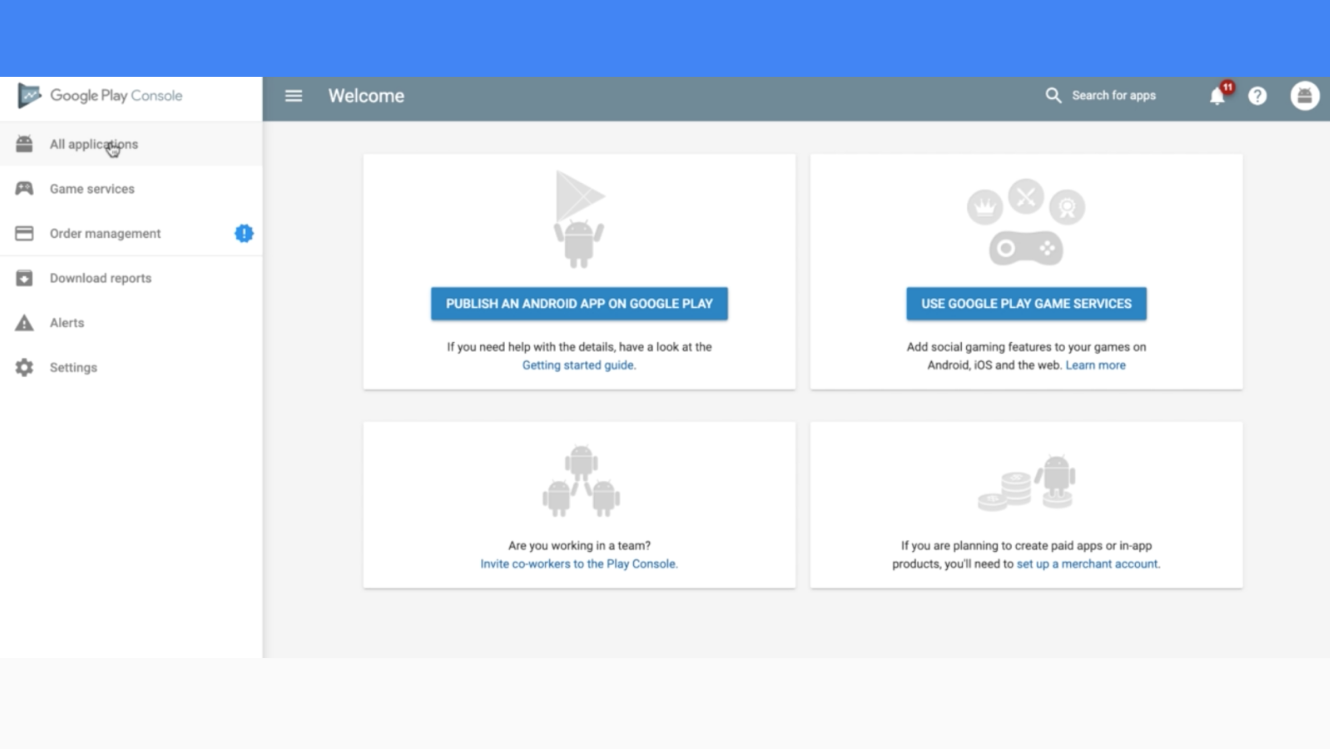 Google Play Console
Welcome
Search for apps
11
All applications
Game services
Order management
Download reports
Alerts
Settings
PUBLISH AN ANDROID APP ON GOOGLE PLAY
If you need help with the details, have a look at the
Getting started guide.
USE GOOGLE PLAY GAME SERVICES
Add social gaming features to your games on
Android, iOS and the web. Learn more
Are you working in a team?
Invite co-workers to the Play Console.
If you are planning to create paid apps or in-app
products, you'll need to set up a merchant account.